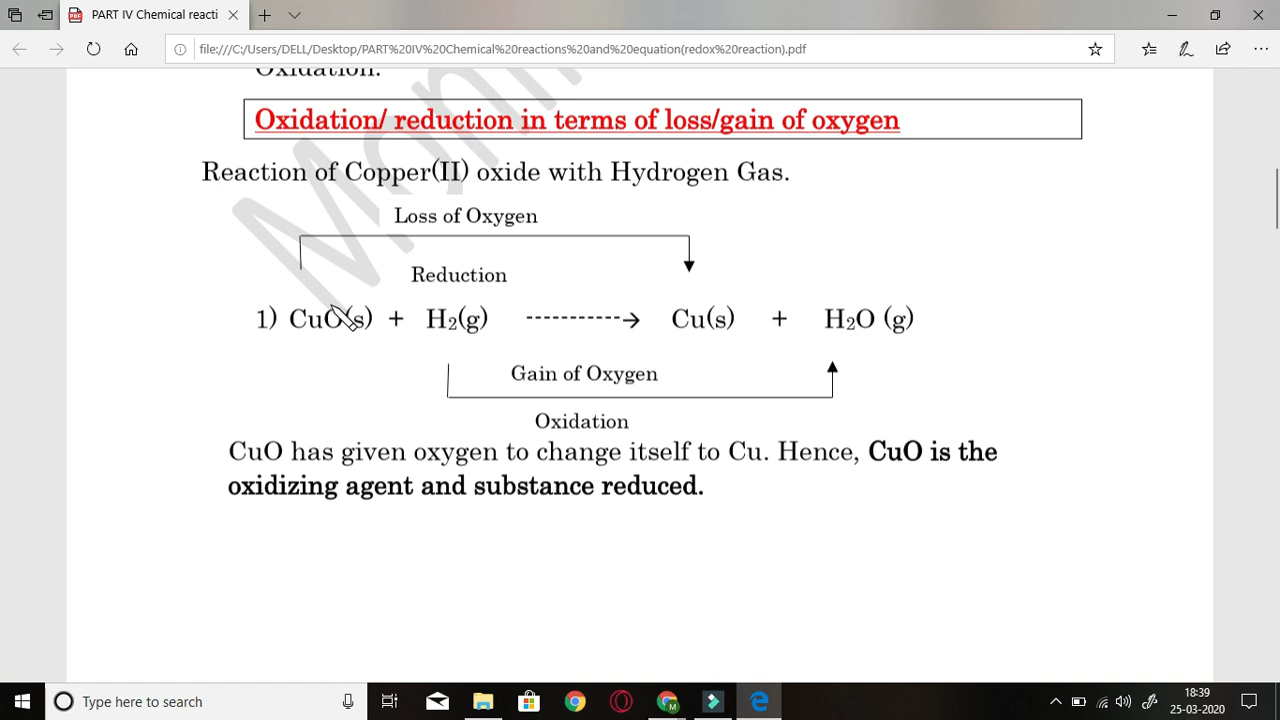 PART IV Chemical reacti
file:///C:/Users/DELL/Desktop/PART%20IV%20Chemical%20reactions%20and%20equation(redox%20reaction).pdf
Oxidation.
Oxidation/ reduction in terms of loss/gain of oxygen
Reaction of Copper(II) oxide with Hydrogen Gas.
Loss of Oxygen
Reduction
1) CuO(s) + H2(g) -----------→ Cu(s) + H2O (g)
Gain of Oxygen
Oxidation
CuO has given oxygen to change itself to Cu. Hence, CuO is the
oxidizing agent and substance reduced.
Type here to search
18:39
25-03-2020